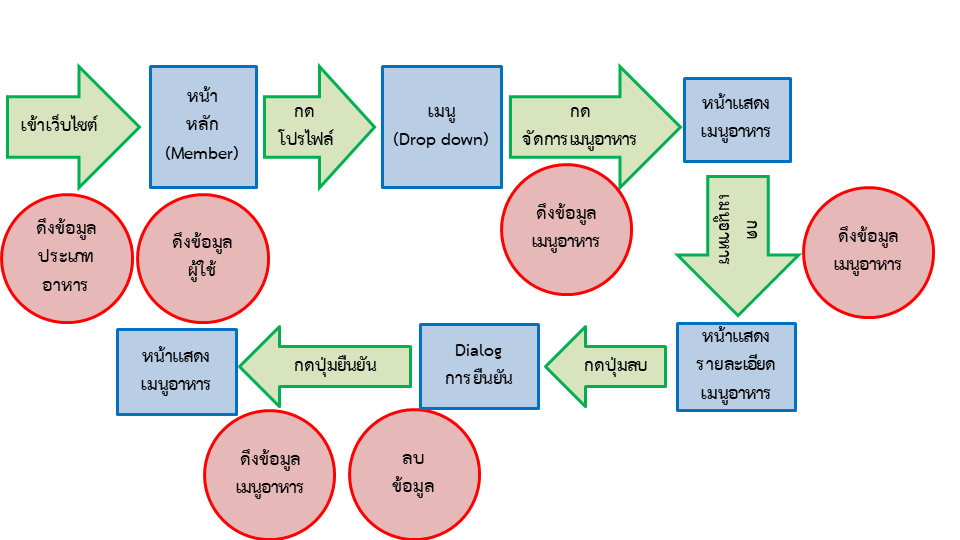 เข้าเว็บไซต์
หน้า
หลัก
(Member)
กด
โปรไฟล์
เมนู
(Drop down)
กด
จัดการเมนูอาหาร
หน้าแสดง
เมนูอาหาร
ดึงข้อมูล
ประเภท
อาหาร
ดึงข้อมูล
ผู้ใช้
ดึงข้อมูล
เมนูอาหาร
กด
เมนูอาหาร
ดึงข้อมูล
เมนูอาหาร
หน้าแสดง
รายละเอียด
เมนูอาหาร
กดปุ่มลบ
Dialog
การยืนยัน
กดปุ่มยืนยัน
หน้าแสดง
เมนูอาหาร
ลบ
ข้อมูล
ดึงข้อมูล
เมนูอาหาร